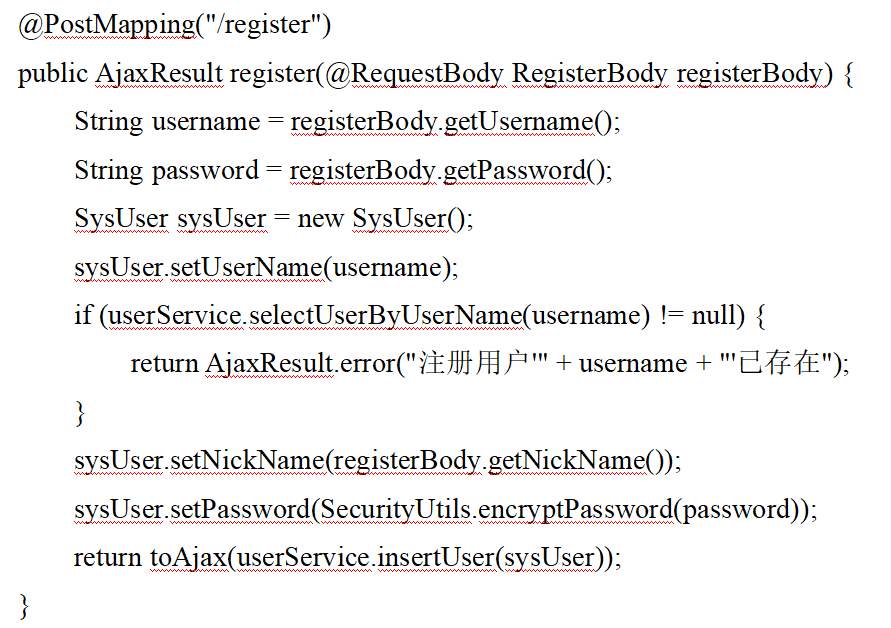 @PostMapping("/register")
public AjaxResult register(@RequestBody RegisterBody registerBody) {
String username = registerBody.getUsername();
String password = registerBody.getPassword();
SysUser sysUser = new SysUser();
sysUser.setUserName(username);
if (userService.selectUserByUserName(username) != null) {
return AjaxResult.error("注册用户'" + username + "'已存在");
}
sysUser.setNickName(registerBody.getNickName());
sysUser.setPassword(SecurityUtils.encryptPassword(password));
return toAjax(userService.insertUser(sysUser));
}